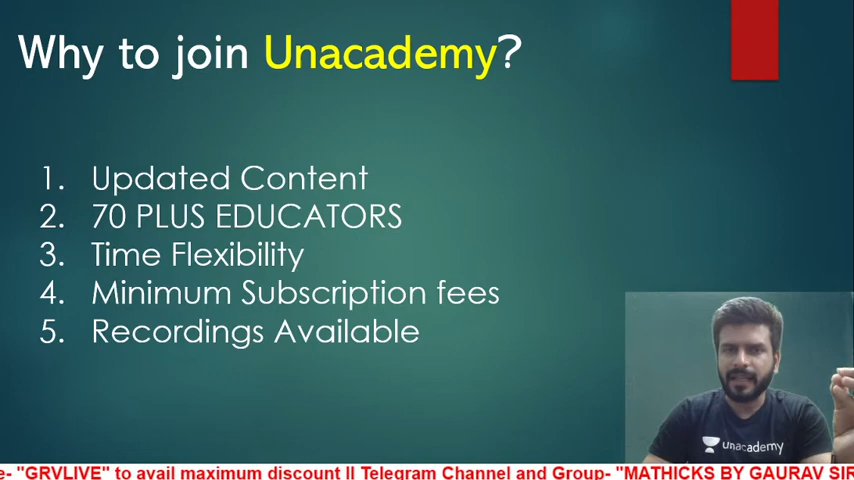 Why to join Unacademy?
1. Updated Content
2. 70 PLUS EDUCATORS
3. Time Flexibility
4. Minimum Subscription fees
5. Recordings Available
unacademy
e- "GRVLIVE" to avail maximum discount II Telegram Channel and Group- "MATHICKS BY GAURAV SIR